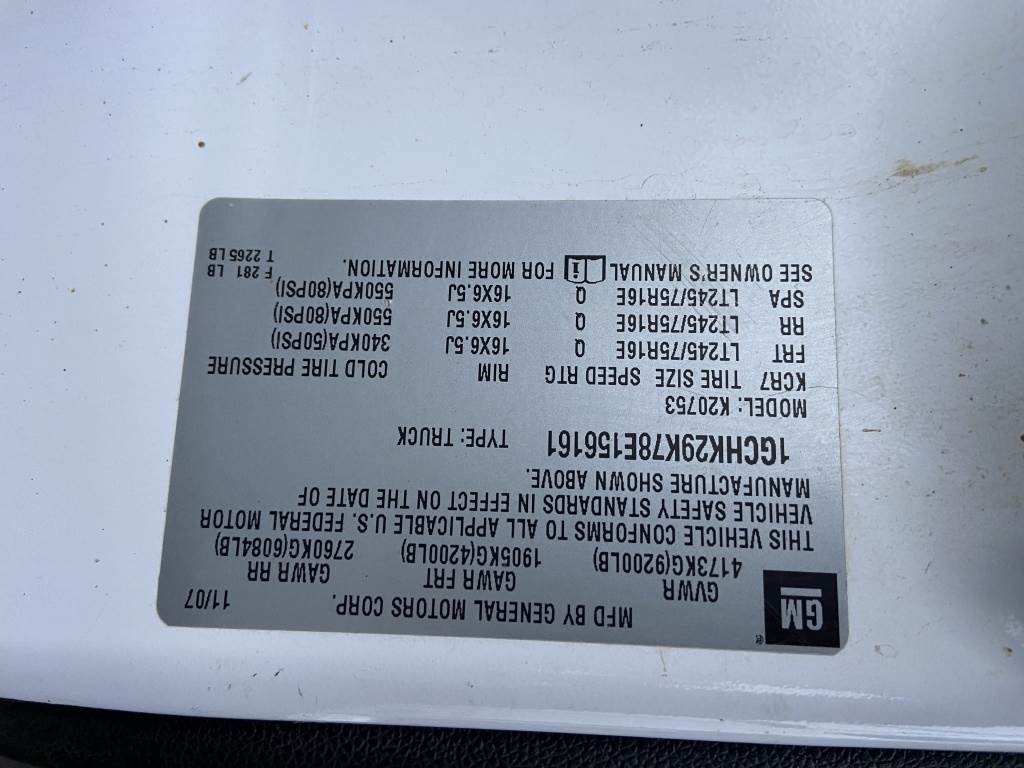 GM
®
MFD BY GENERAL MOTORS CORP. 11/07
GVWR GAWR FRT GAWR RR
4173KG(9200LB) 1905KG(4200LB) 2760KG(6084LB)
THIS VEHICLE CONFORMS TO ALL APPLICABLE U.S. FEDERAL MOTOR
VEHICLE SAFETY STANDARDS IN EFFECT ON THE DATE OF
MANUFACTURE SHOWN ABOVE.
1GCHK29K78E156161 TYPE: TRUCK
MODEL: K20753
KCR7 TIRE SIZE SPEED RTG RIM COLD TIRE PRESSURE
FRT LT245/75R16E Q 16X6.5J 340KPA(50PSI)
RR LT245/75R16E Q 16X6.5J 550KPA(80PSI)
SPA LT245/75R16E Q 16X6.5J 550KPA(80PSI)
SEE OWNER'S MANUAL i FOR MORE INFORMATION.
F 281 LB
T 2265 LB